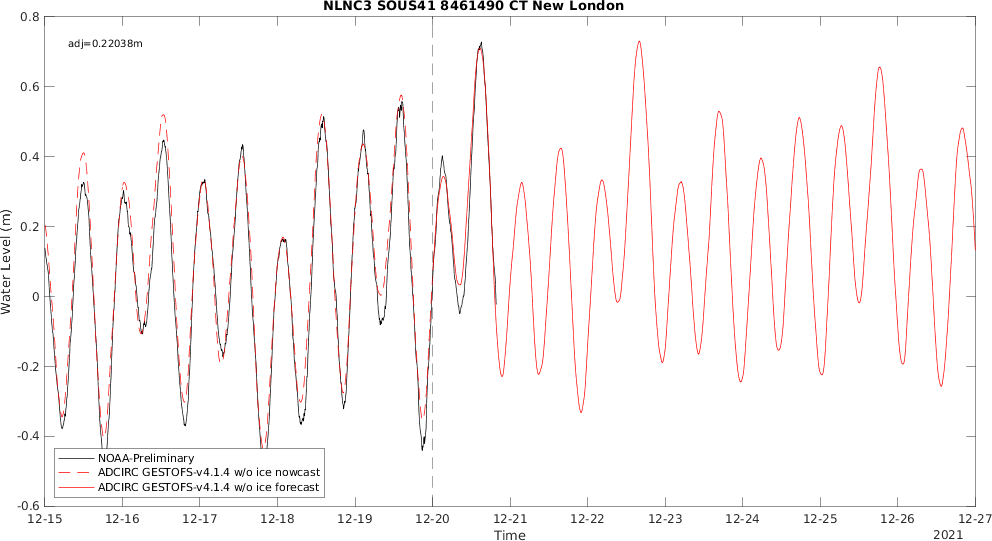 NLNC3 SOUS41 8461490 CT New London
adj=0.22038m
Water Level (m)
0.8
0.6
0.4
0.2
0
-0.2
-0.4
-0.6
NOAA-Preliminary
ADCIRC GESTOFS-v4.1.4 w/o ice nowcast
ADCIRC GESTOFS-v4.1.4 w/o ice forecast
12-15 12-16 12-17 12-18 12-19 12-20 12-21 12-22 12-23 12-24 12-25 12-26 12-27
Time
2021